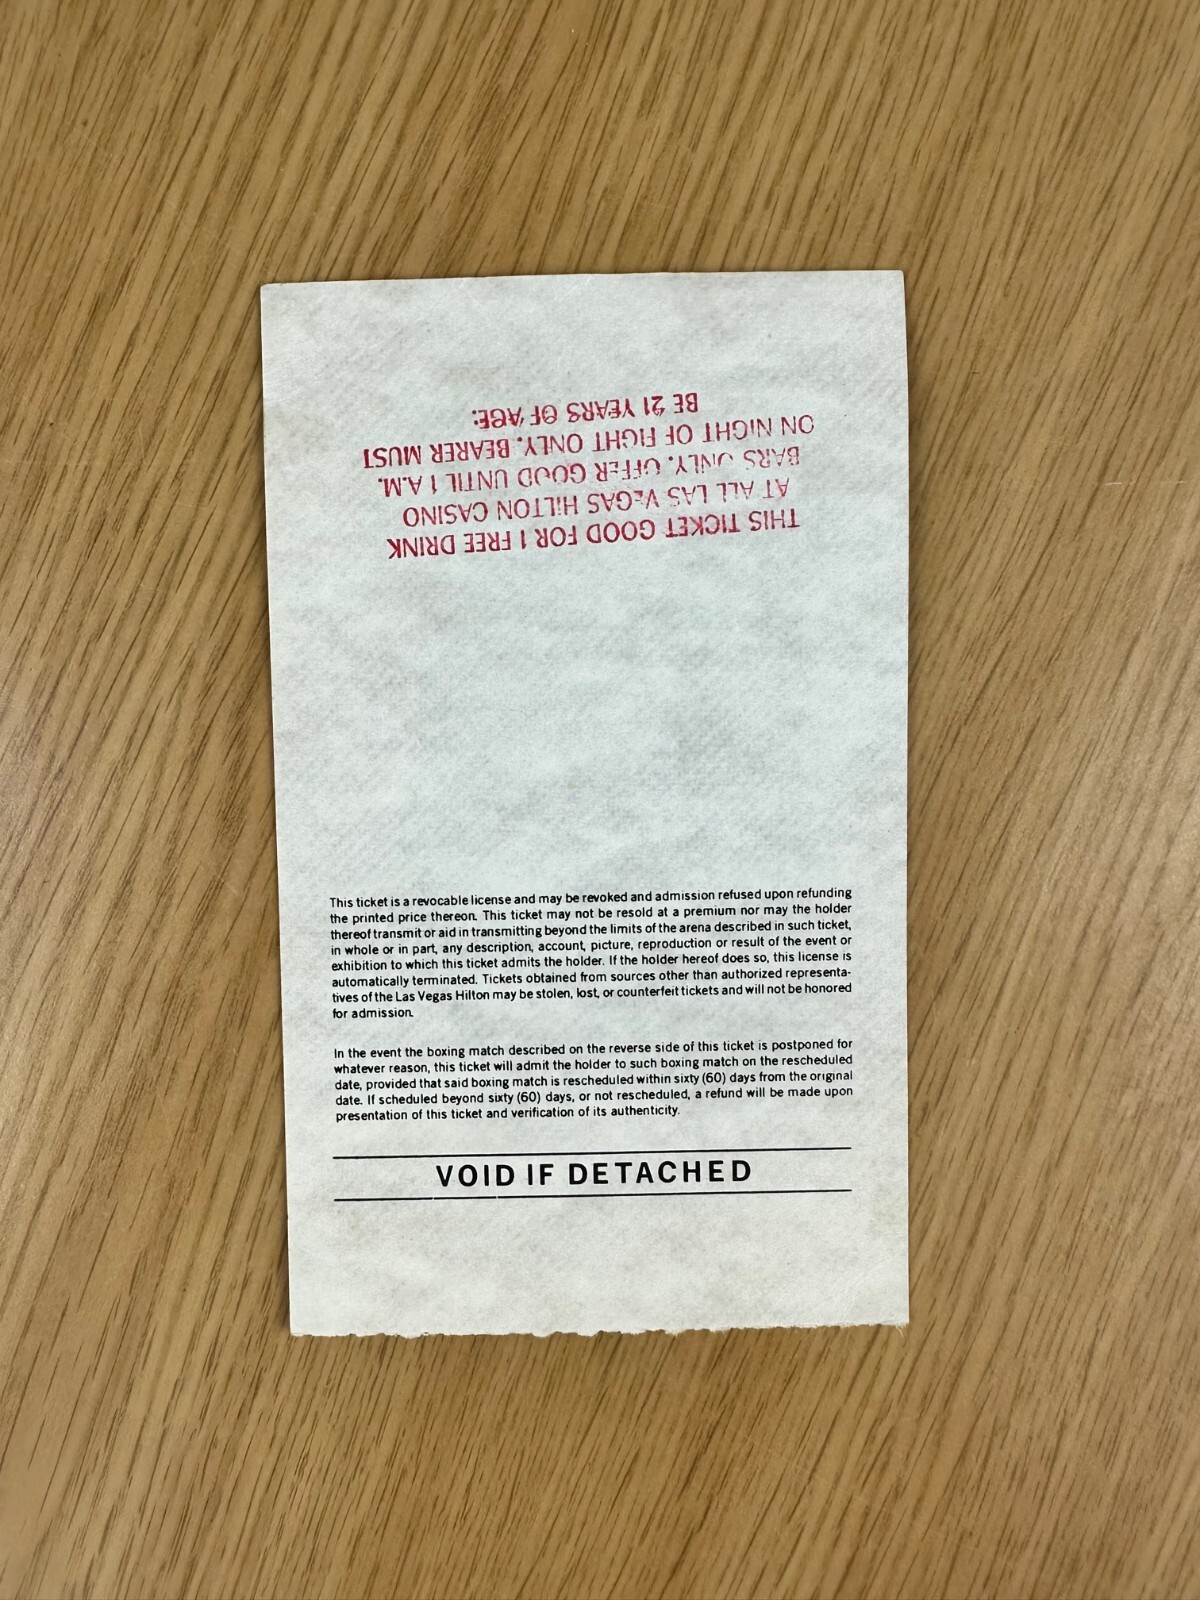 THIS TICKET GOOD FOR 1 FREE DRINK
AT ALL LAS VEGAS HILTON CASINO
BARS ONLY. OFFER GOOD UNTIL 1 A.M.
ON NIGHT OF FIGHT ONLY. BEARER MUST
BE 21 YEARS OF AGE.
This ticket is a revocable license and may be revoked and admission refused upon refunding
the printed price thereon. This ticket may not be resold at a premium nor may the holder
thereof transmit or aid in transmitting beyond the limits of the arena described in such ticket,
in whole or in part, any description, account, picture, reproduction or result of the event or
exhibition to which this ticket admits the holder. If the holder hereof does so, this license is
automatically terminated. Tickets obtained from sources other than authorized representa-
tives of the Las Vegas Hilton may be stolen, lost, or counterfeit tickets and will not be honored
for admission.
In the event the boxing match described on the reverse side of this ticket is postponed for
whatever reason, this ticket will admit the holder to such boxing match on the rescheduled
date, provided that said boxing match is rescheduled within sixty (60) days from the original
date. If scheduled beyond sixty (60) days, or not rescheduled, a refund will be made upon
presentation of this ticket and verification of its authenticity.
VOID IF DETACHED